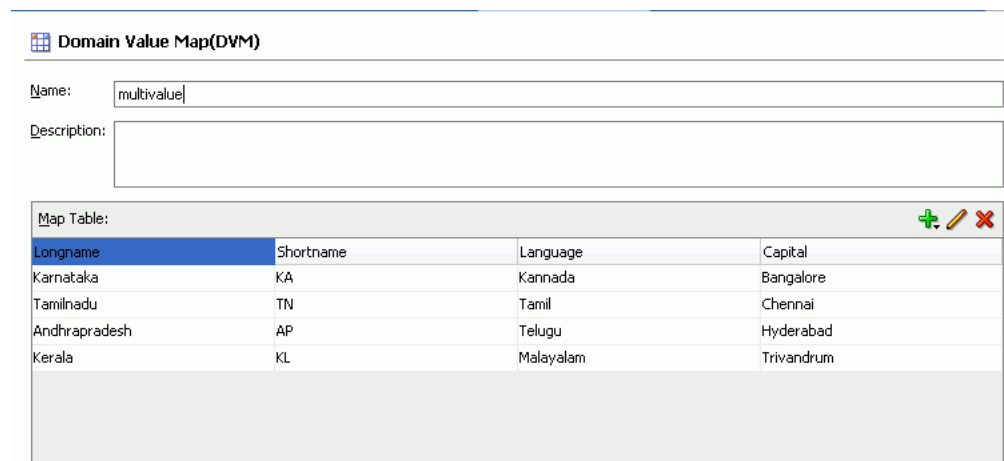 Domain Value Map(DVM)
Name: multivalue
Description:
Map Table:
Longname Shortname Language Capital
Karnataka KA Kannada Bangalore
Tamilnadu TN Tamil Chennai
Andhrapradesh AP Telugu Hyderabad
Kerala KL Malayalam Trivandrum